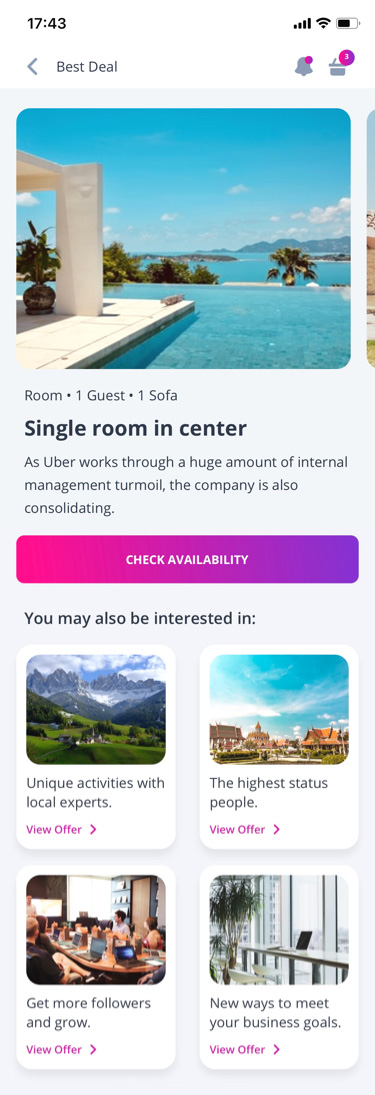 17:43
Best Deal
3
Room • 1 Guest • 1 Sofa
Single room in center
As Uber works through a huge amount of internal
management turmoil, the company is also
consolidating.
CHECK AVAILABILITY
You may also be interested in:
Unique activities with
local experts.
View Offer
The highest status
people.
View Offer
Get more followers
and grow.
View Offer
New ways to meet
your business goals.
View Offer